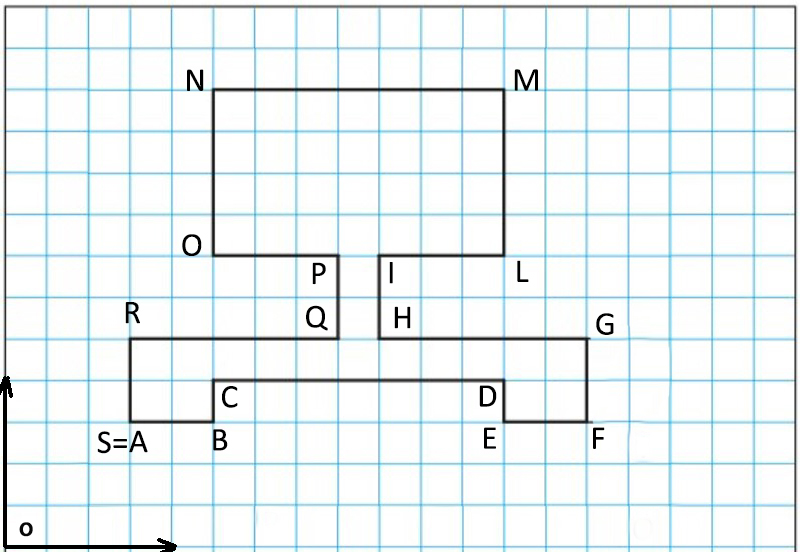 N M
O P I L
R Q H G
C D
S=A B E F
o